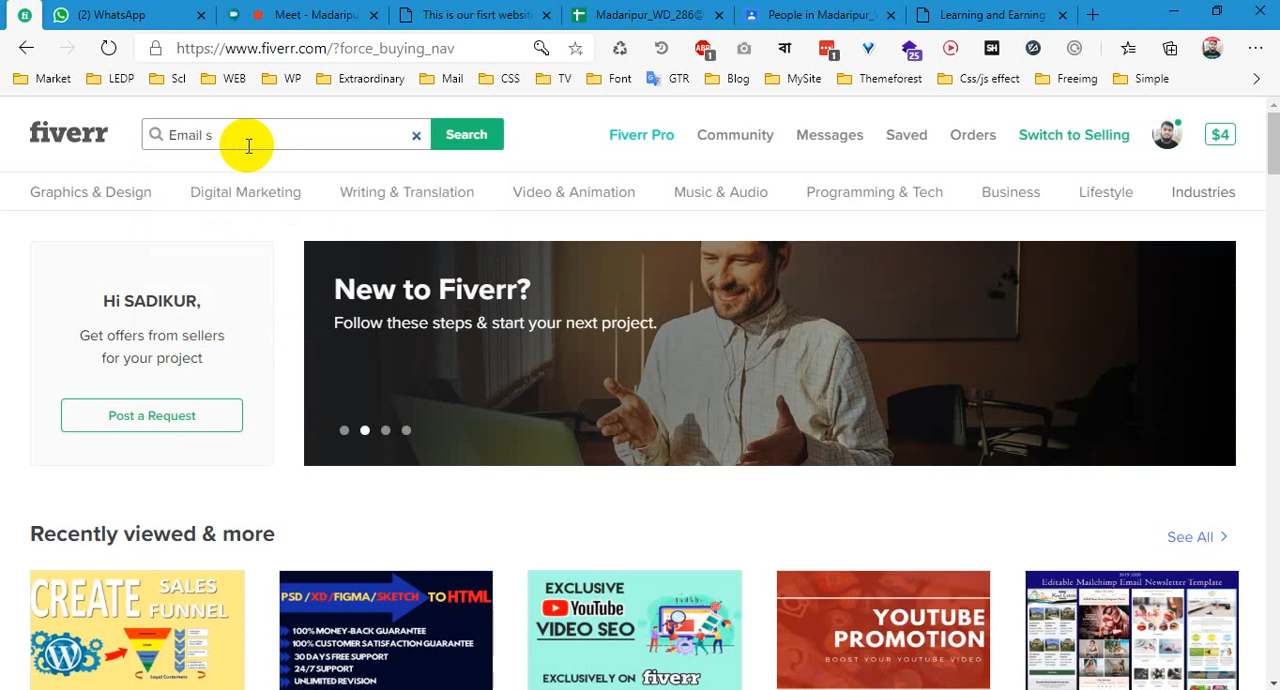 (2) WhatsApp
Meet - Madaripu
This is our fisrt websit
Madaripur_WD_286@
People in Madaripur_
Learning and Earning
https://www.fiverr.com/?force_buying_nav
Market
LEDP
Scl
WEB
WP
Extraordinary
Mail
CSS
TV
Font
GTR
Blog
MySite
Themeforest
Css/js effect
Freeimg
Simple
fiverr
Email s
Search
Fiverr Pro
Community
Messages
Saved
Orders
Switch to Selling
$4
Graphics & Design
Digital Marketing
Writing & Translation
Video & Animation
Music & Audio
Programming & Tech
Business
Lifestyle
Industries
Hi SADIKUR,
Get offers from sellers
for your project
Post a Request
New to Fiverr?
Follow these steps & start your next project.
Recently viewed & more
See All
CREATE SALES
FUNNEL
Loyal Customers
PSD/XD/FIGMA/SKETCH TO HTML
100% MONEY-BACK GUARANTEE
100% CUSTOMER SATISFACTION GUARANTEE
30 DAYS FREE SUPPORT
24/7 SUPPORT
UNLIMITED REVISION
EXCLUSIVE
YouTube
VIDEO SEO
EXCLUSIVELY ON fiverr
YOUTUBE
PROMOTION
BOOST YOUR YOUTUBE VIDEO
2019-2020
Editable Mailchimp Email Newsletter Template